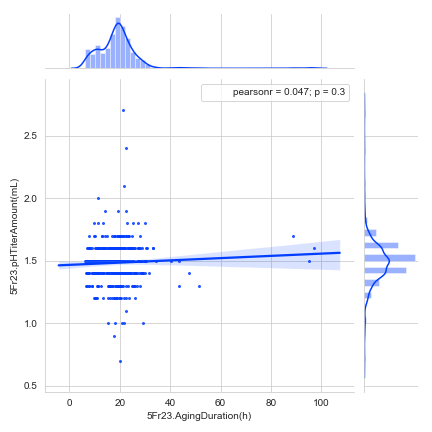 pearsonr = 0.047; p = 0.3
5Fr23.pHTiterAmount(mL)
2.5
2.0
1.5
1.0
0.5
0 20 40 60 80 100
5Fr23.AgingDuration(h)